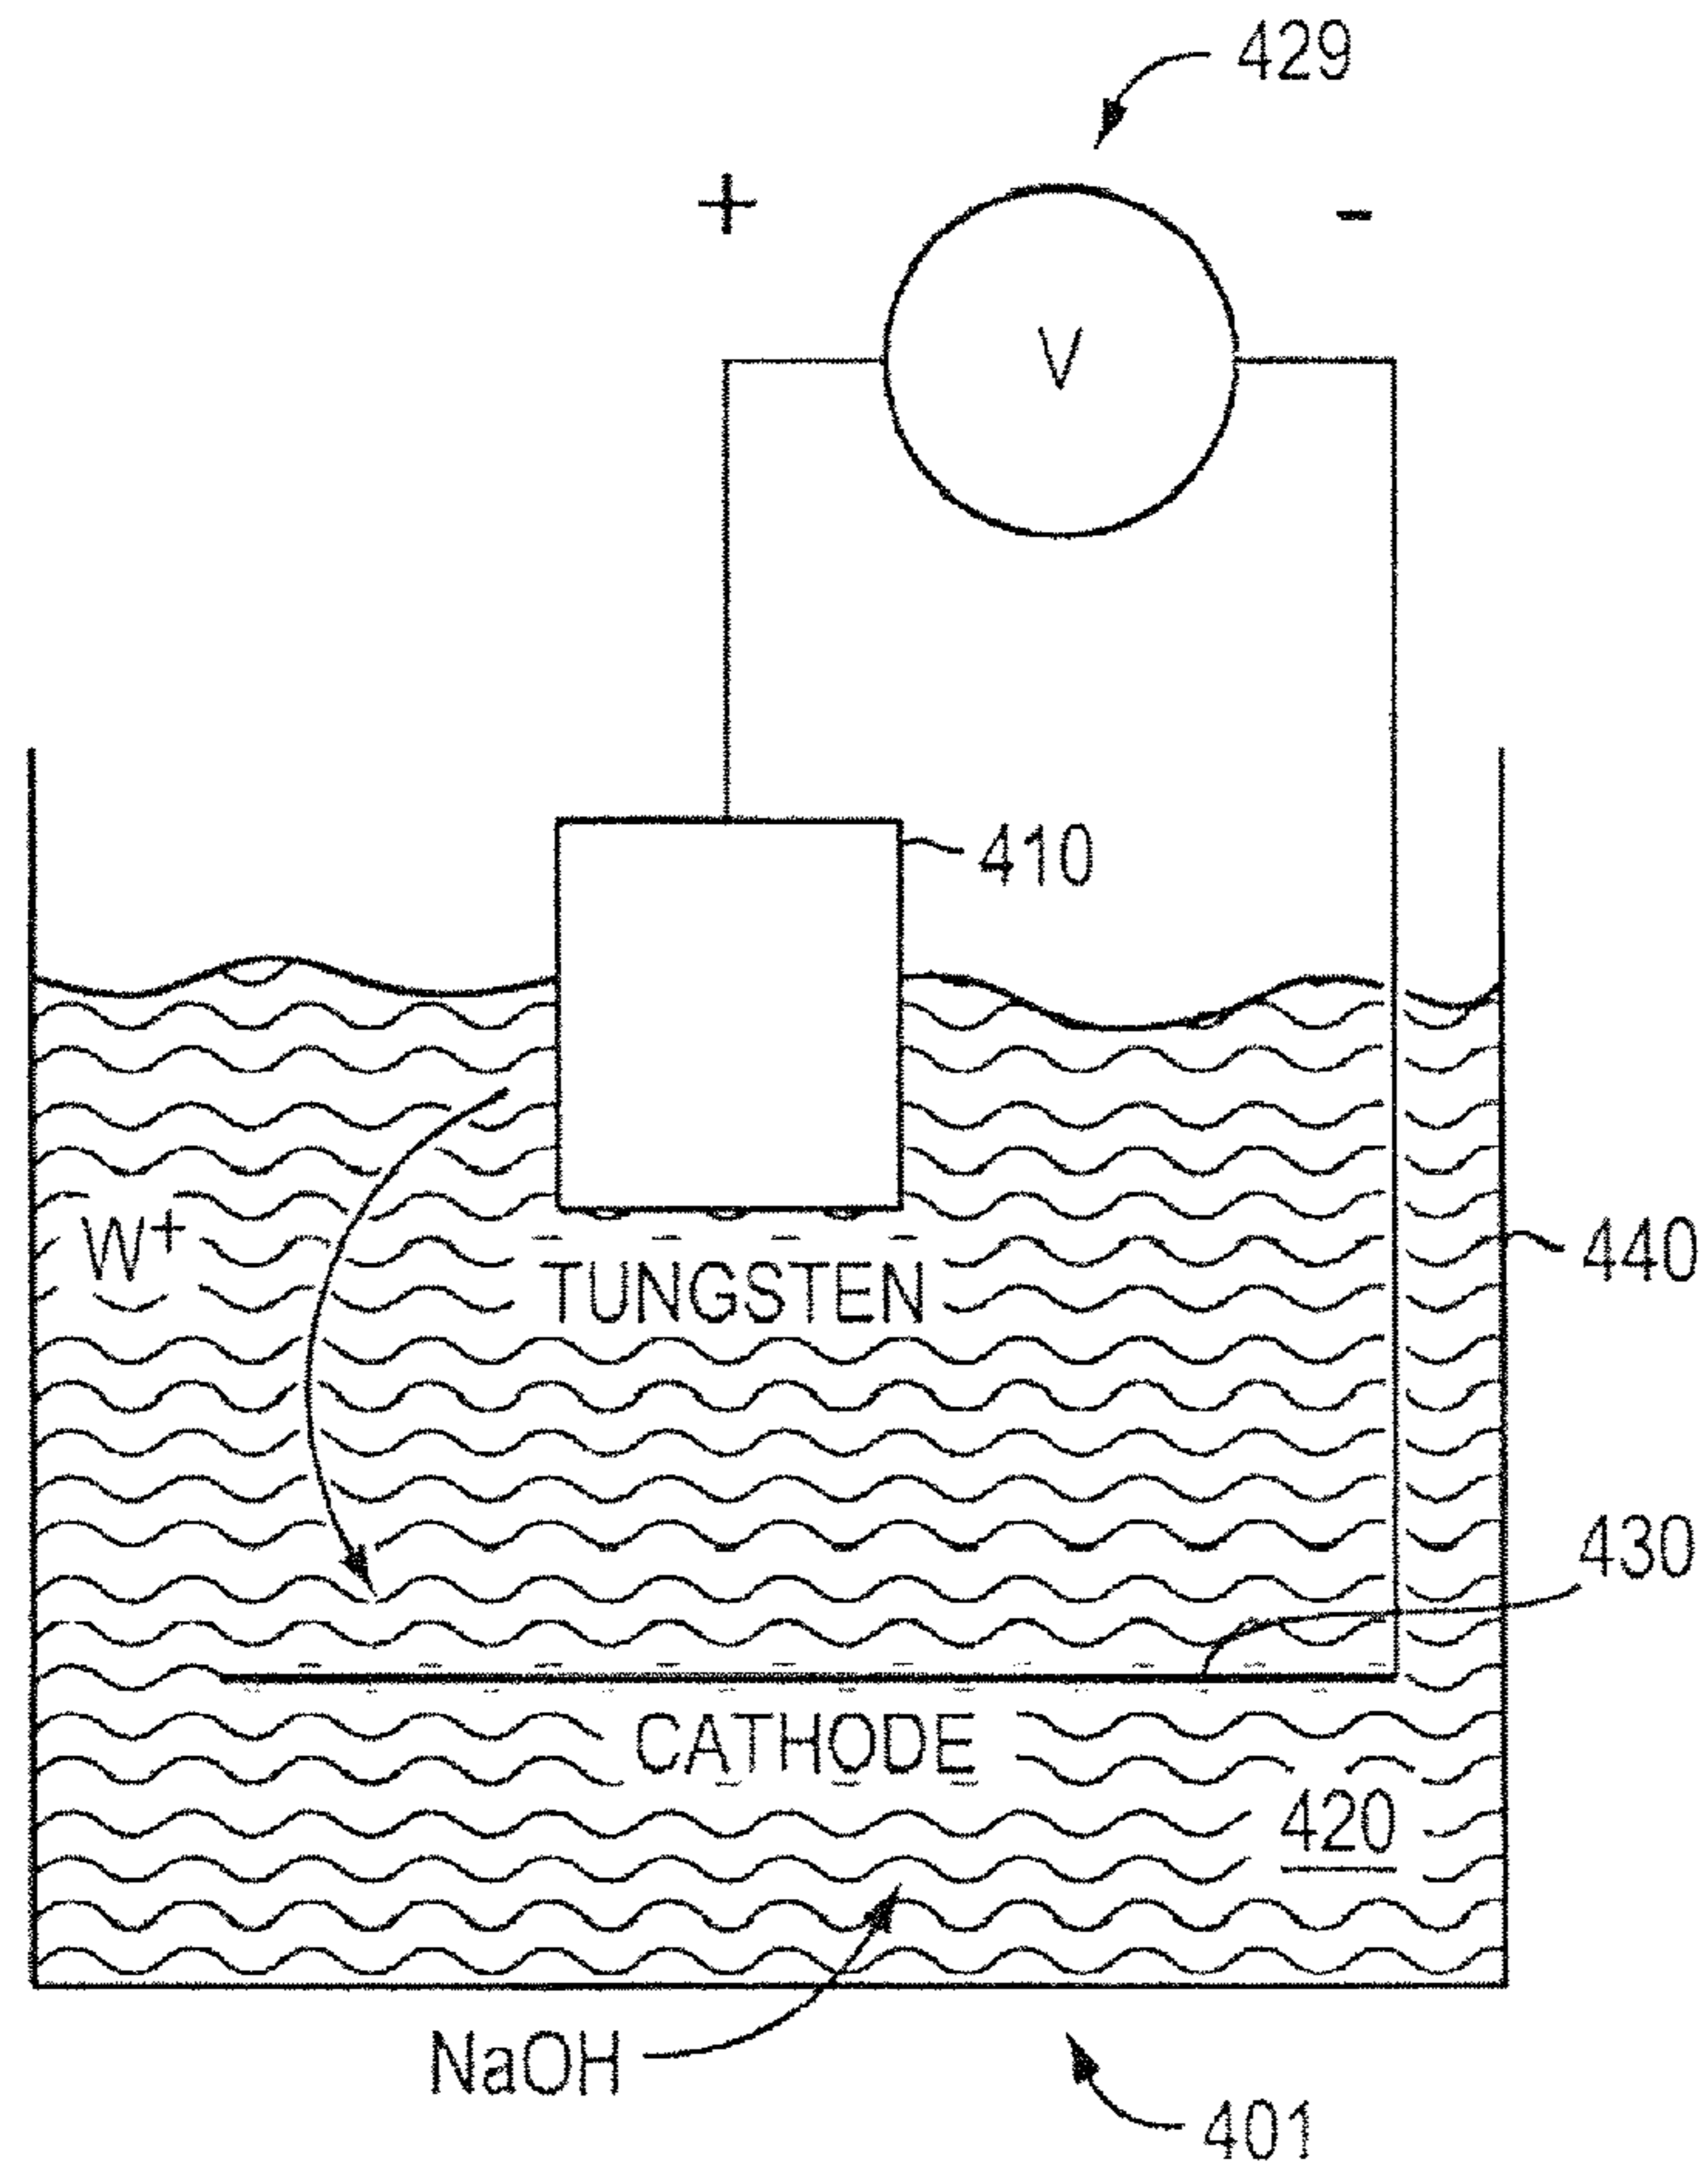 429
+ -
V
410
W+
TUNGSTEN
440
430
CATHODE
420
NaOH
401